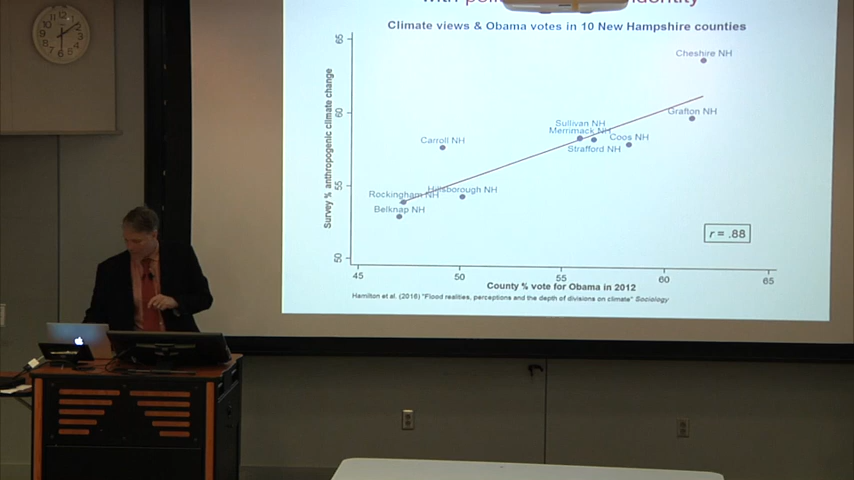 with identity
Climate views & Obama votes in 10 New Hampshire counties
65
60
55
50
Survey % anthropogenic climate change
Cheshire NH
Grafton NH
Sullivan NH
Merrimack NH
Coos NH
Strafford NH
Carroll NH
Hillsborough NH
Rockingham NH
Belknap NH
r = .88
45 50 55 60 65
County % vote for Obama in 2012
Hamilton et al. (2016) "Flood realities, perceptions and the depth of divisions on climate" Sociology